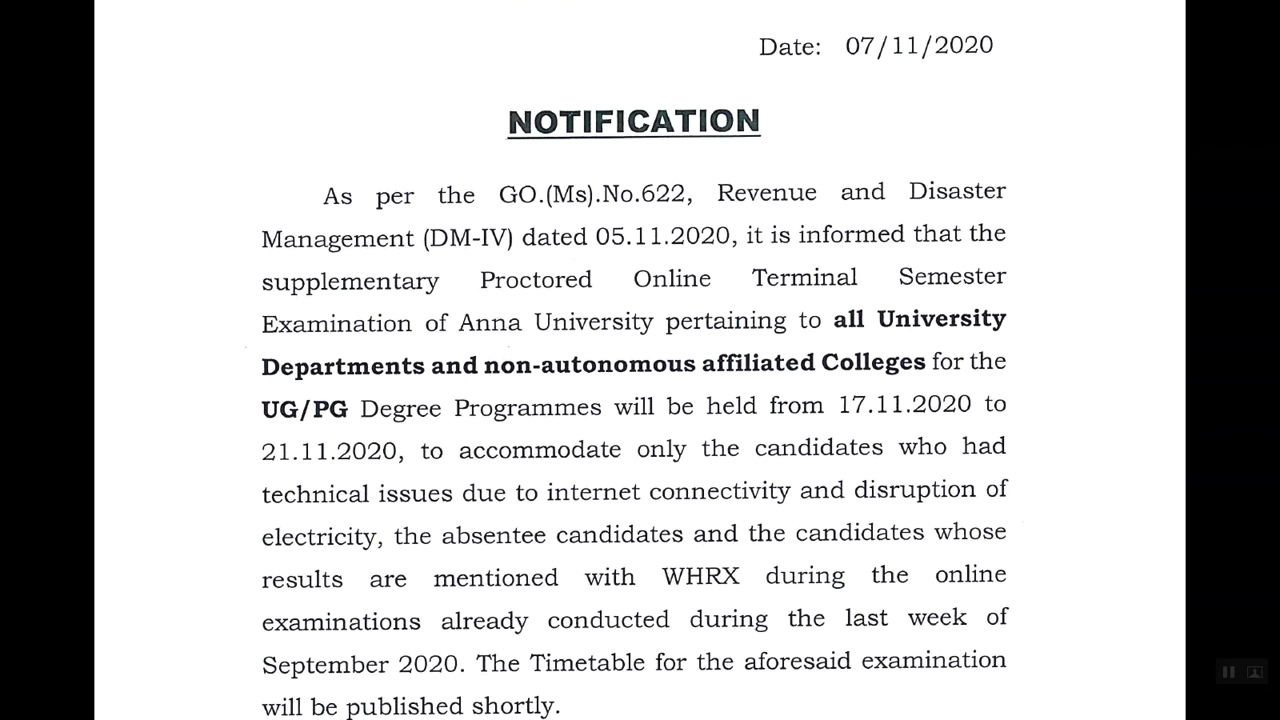 Date: 07/11/2020
NOTIFICATION
As per the GO.(Ms).No.622, Revenue and Disaster
Management (DM-IV) dated 05.11.2020, it is informed that the
supplementary Proctored Online Terminal Semester
Examination of Anna University pertaining to all University
Departments and non-autonomous affiliated Colleges for the
UG/PG Degree Programmes will be held from 17.11.2020 to
21.11.2020, to accommodate only the candidates who had
technical issues due to internet connectivity and disruption of
electricity, the absentee candidates and the candidates whose
results are mentioned with WHRX during the online
examinations already conducted during the last week of
September 2020. The Timetable for the aforesaid examination
will be published shortly.